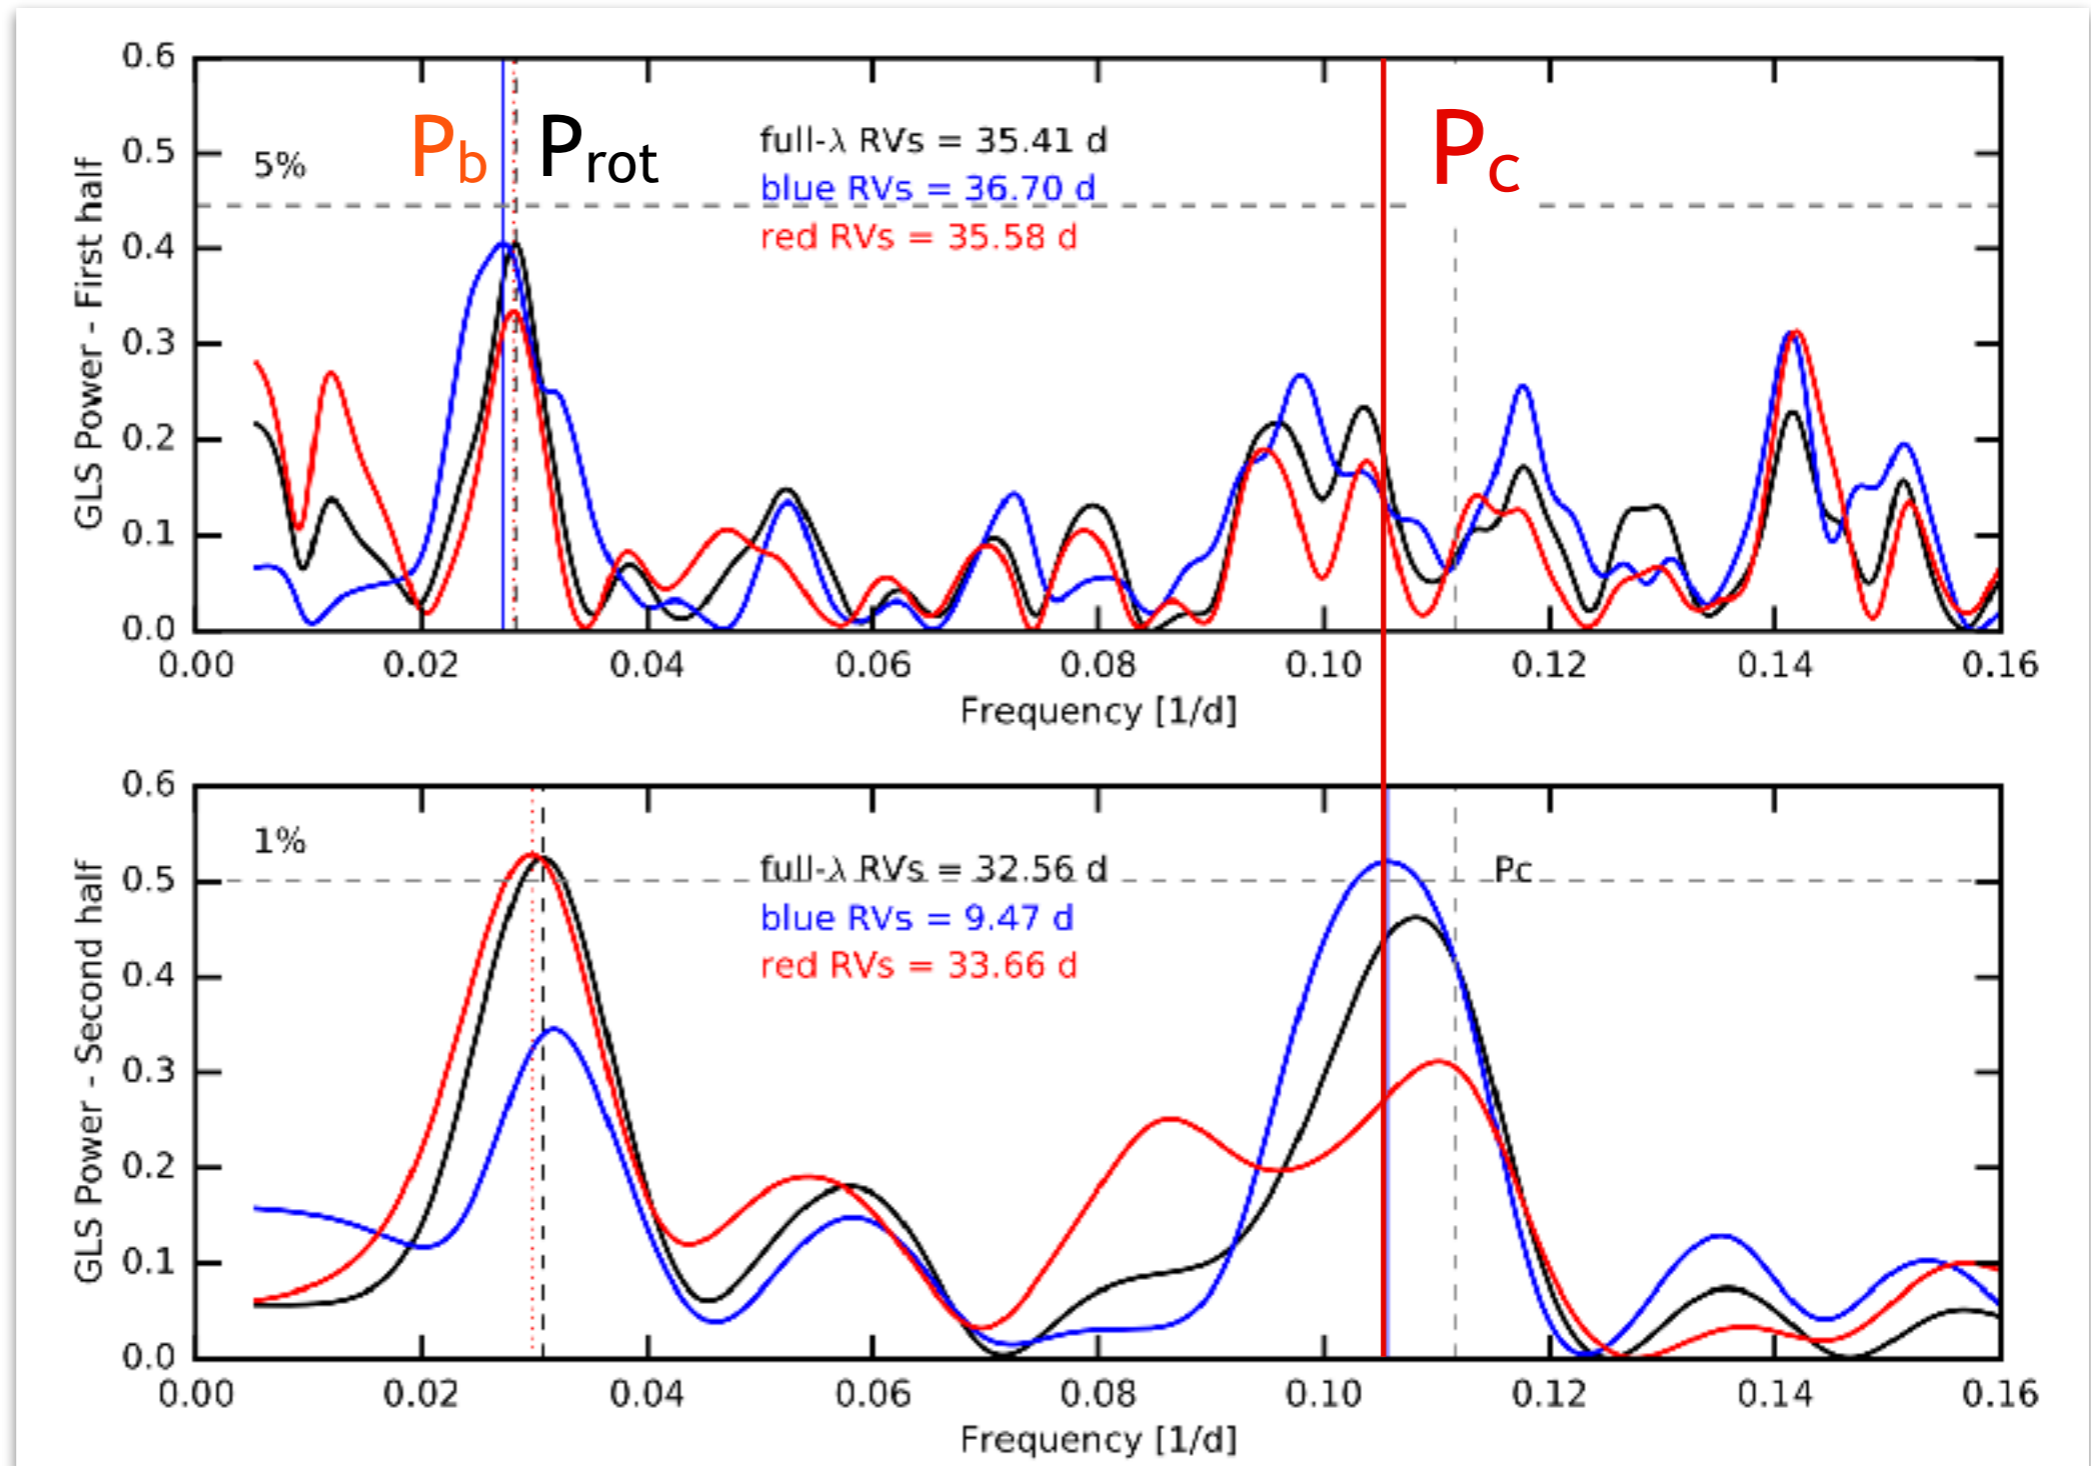 0.6
0.5
0.4
0.3
0.2
0.1
0.0
GLS Power - First half
5%
Pb
Prot
full-λ RVs = 35.41 d
blue RVs = 36.70 d
red RVs = 35.58 d
Pc
0.00 0.02 0.04 0.06 0.08 0.10 0.12 0.14 0.16
Frequency [1/d]
0.6
0.5
0.4
0.3
0.2
0.1
0.0
GLS Power - Second half
1%
full-λ RVs = 32.56 d
blue RVs = 9.47 d
red RVs = 33.66 d
Pc
0.00 0.02 0.04 0.06 0.08 0.10 0.12 0.14 0.16
Frequency [1/d]